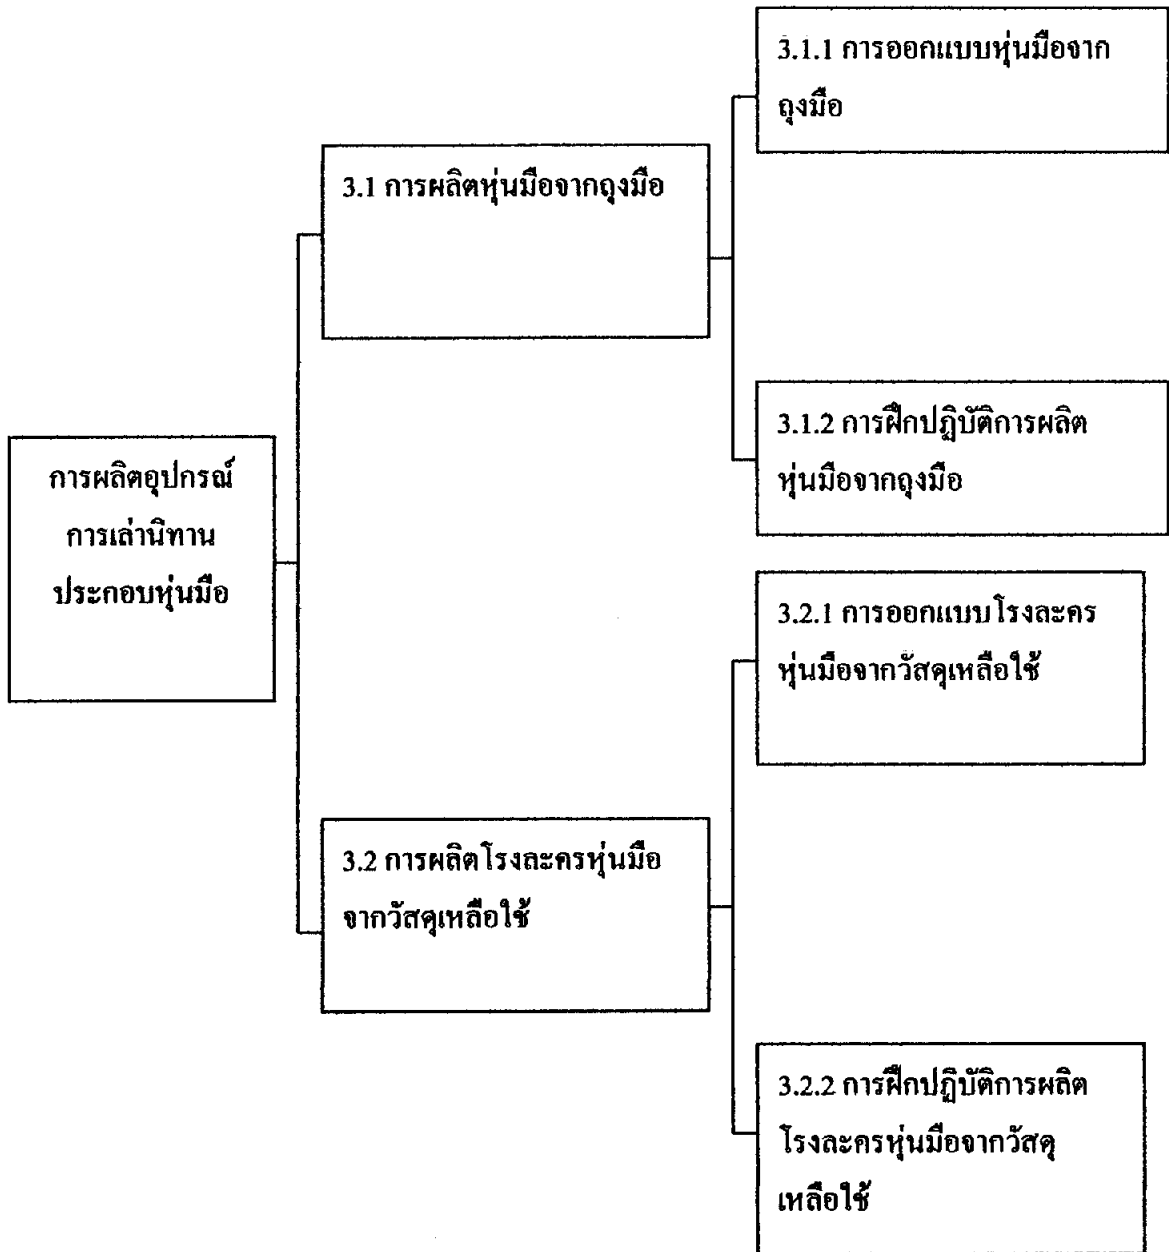 3.1.1 การออกแบบหุ่นมือจาก
ถุงมือ
3.1 การผลิตหุ่นมือจากถุงมือ
3.1.2 การฝึกปฏิบัติการผลิต
หุ่นมือจากถุงมือ
การผลิตอุปกรณ์
การเล่านิทาน
ประกอบหุ่นมือ
3.2.1 การออกแบบโรงละคร
หุ่นมือจากวัสดุเหลือใช้
3.2 การผลิตโรงละครหุ่นมือ
จากวัสดุเหลือใช้
3.2.2 การฝึกปฏิบัติการผลิต
โรงละครหุ่นมือจากวัสดุ
เหลือใช้